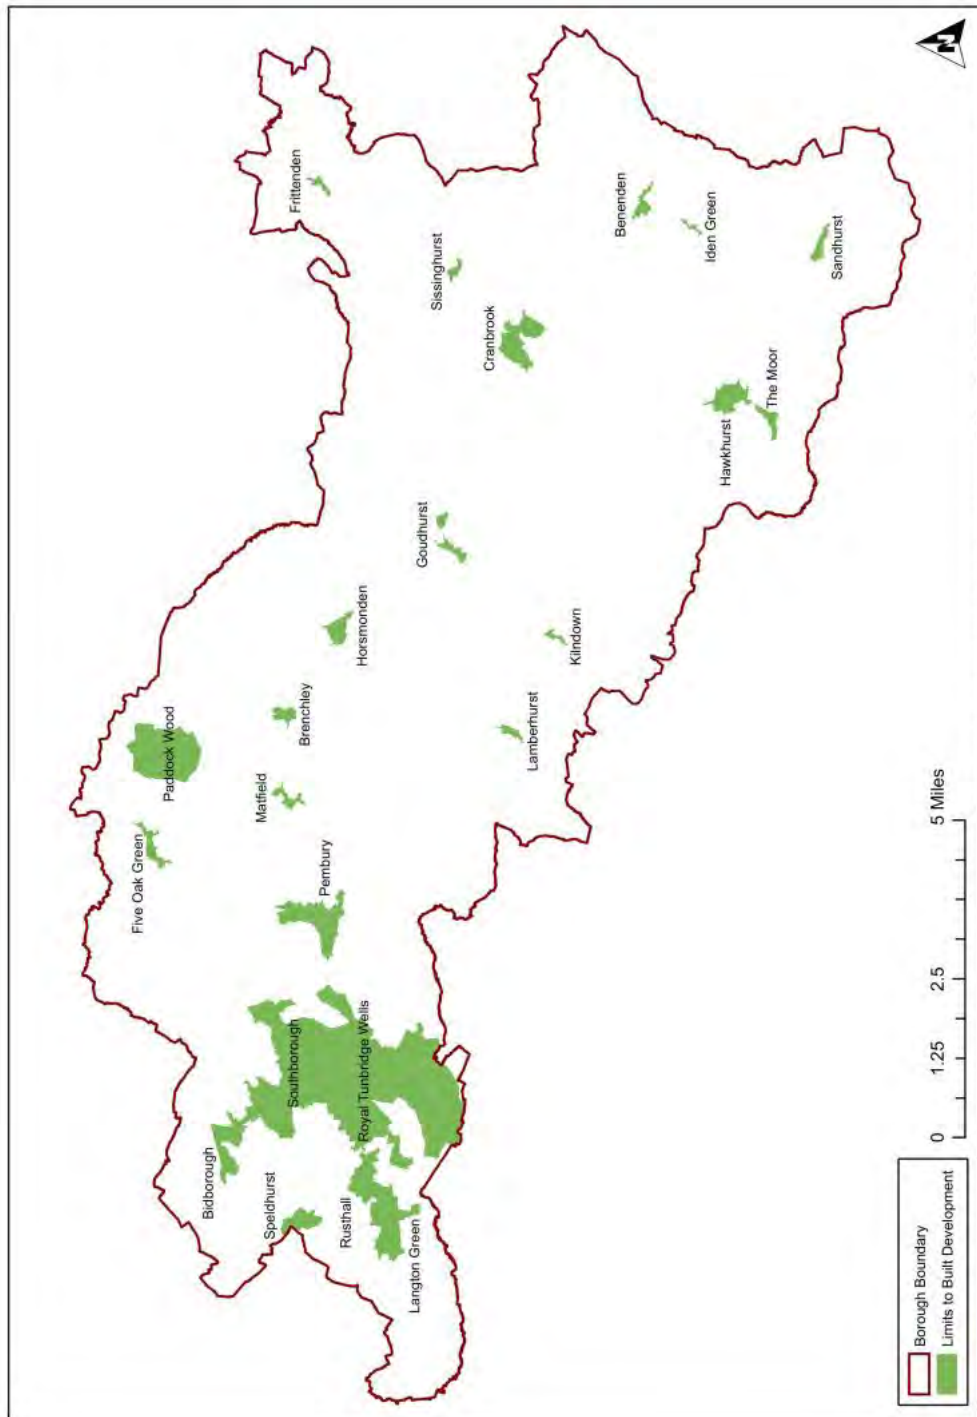 Frittenden
Sissinghurst
Cranbrook
Benenden
Iden Green
Sandhurst
The Moor
Hawkhurst
Goudhurst
Horsmonden
Kilndown
Lamberhurst
Brenchley
Matfield
Paddock Wood
Five Oak Green
Pembury
Southborough
Royal Tunbridge Wells
Bidborough
Speldhurst
Rusthall
Langton Green
N
0
1.25
2.5
5 Miles
Borough Boundary
Limits to Built Development